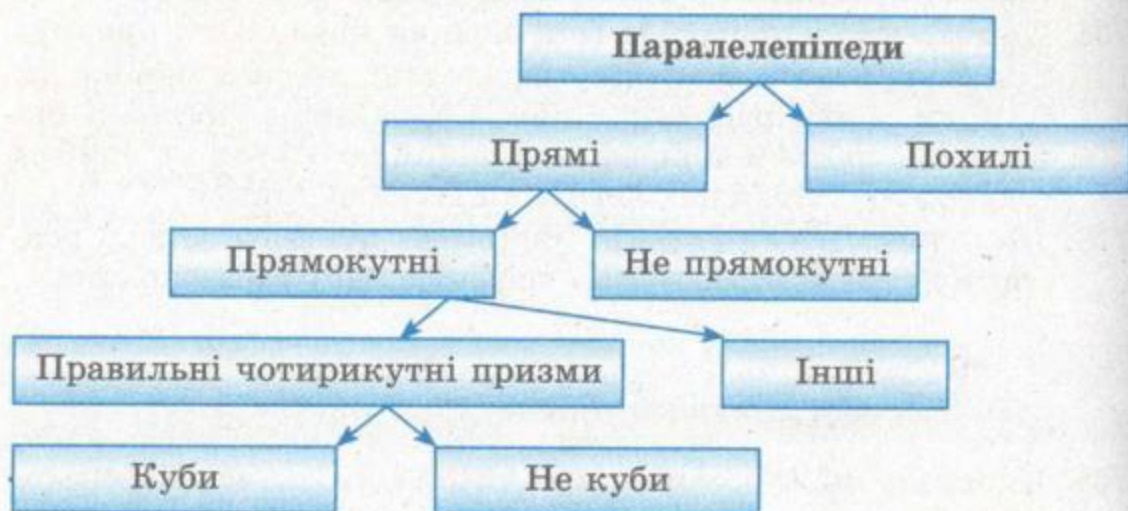 Паралелепіпеди
Прямі
Похилі
Прямокутні
Не прямокутні
Правильні чотирикутні призми
Інші
Куби
Не куби